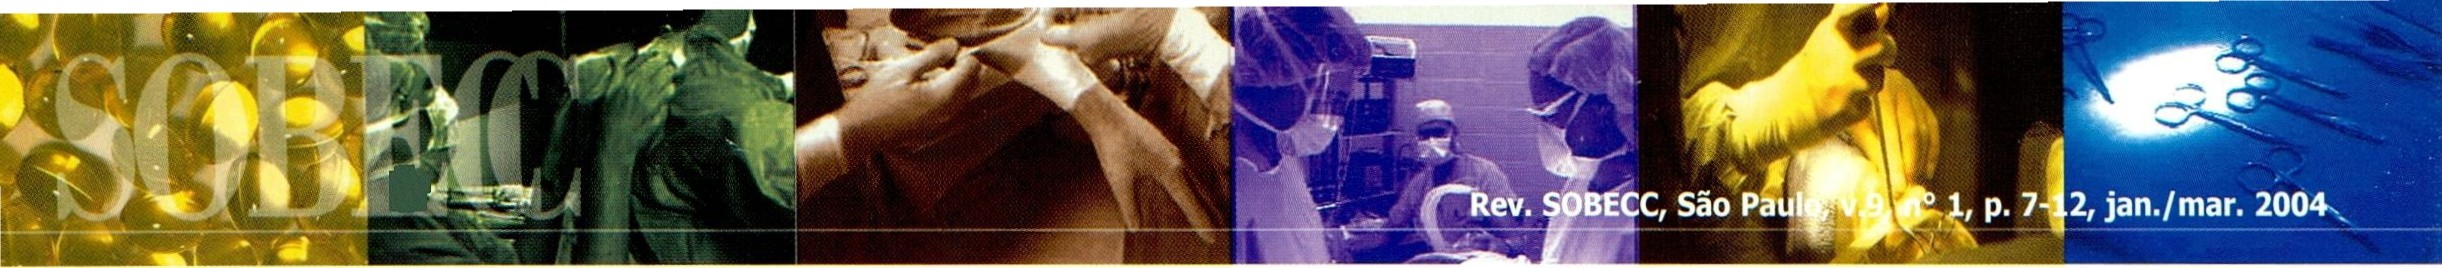 SOBECC
Rev. SOBECC, São Paulo, v.9, nº 1, p. 7-12, jan./mar. 2004